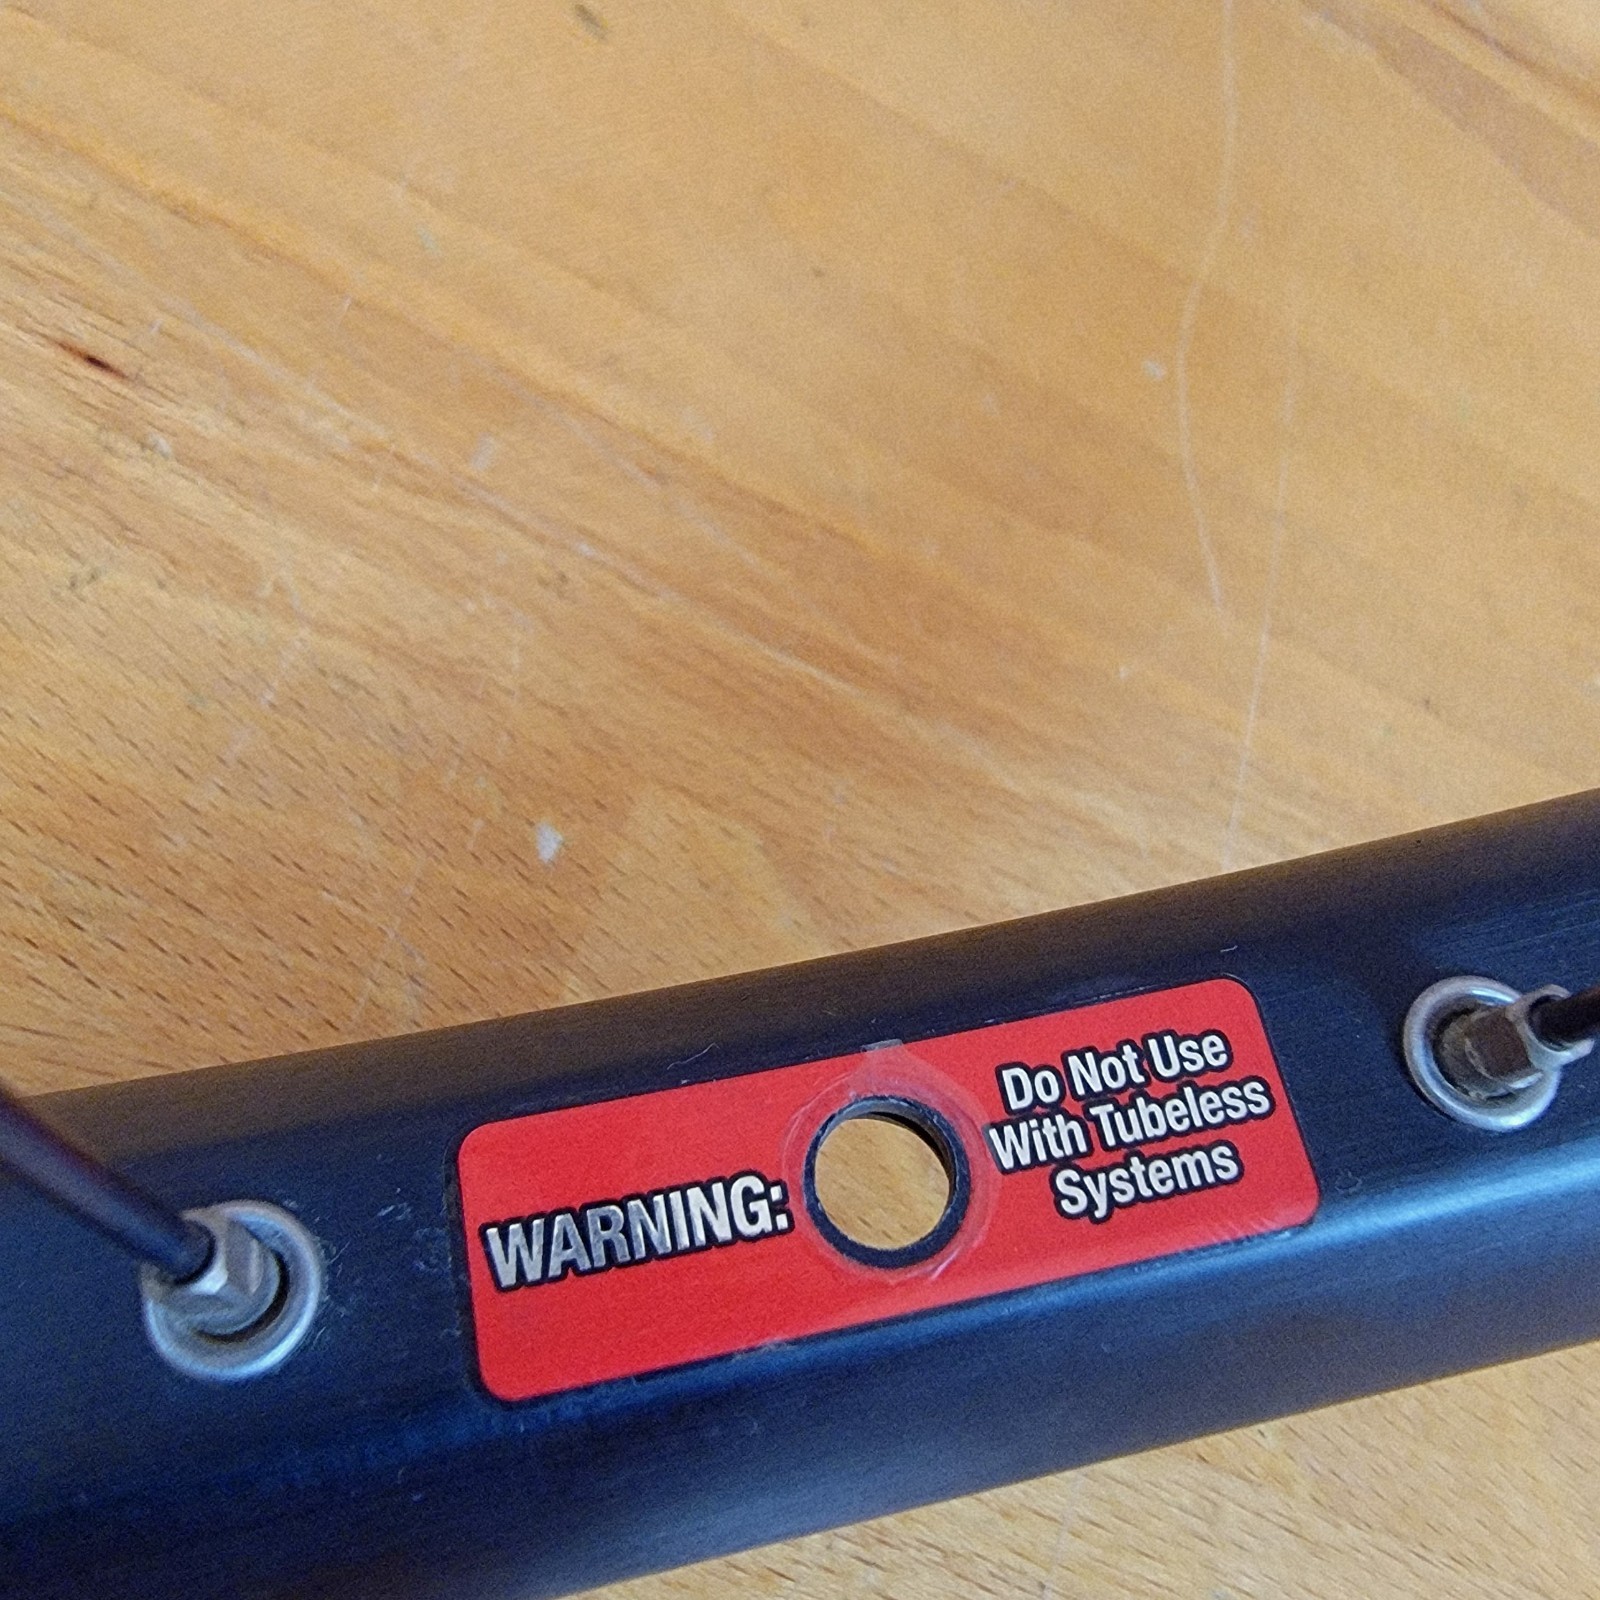 WARNING:
Do Not Use
With Tubeless
Systems